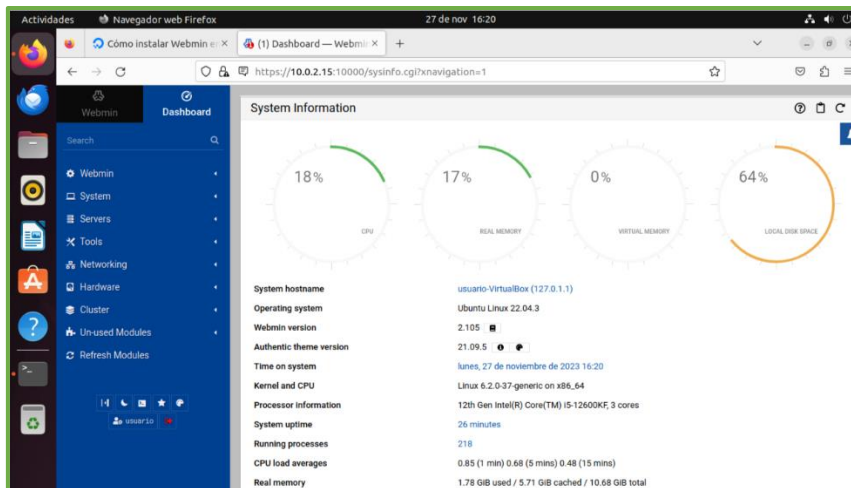 Actividades Navegador web Firefox 27 de nov 16:20
Cómo instalar Webmin e (1) Dashboard — Webmi
https://10.0.2.15:10000/sysinfo.cgi?xnavigation=1
Webmin Dashboard
Search
Webmin
System
Servers
Tools
Networking
Hardware
Cluster
Un-used Modules
Refresh Modules
usuario
System Information
18% 17% 0% 64%
CPU REAL MEMORY VIRTUAL MEMORY LOCAL DISK SPACE
System hostname usuario-VirtualBox (127.0.1.1)
Operating system Ubuntu Linux 22.04.3
Webmin version 2.105
Authentic theme version 21.09.5
Time on system lunes, 27 de noviembre de 2023 16:20
Kernel and CPU Linux 6.2.0-37-generic on x86_64
Processor information 12th Gen Intel(R) Core(TM) i5-12600KF, 3 cores
System uptime 26 minutes
Running processes 218
CPU load averages 0.85 (1 min) 0.68 (5 mins) 0.48 (15 mins)
Real memory 1.78 GiB used / 5.71 GiB cached / 10.68 GiB total